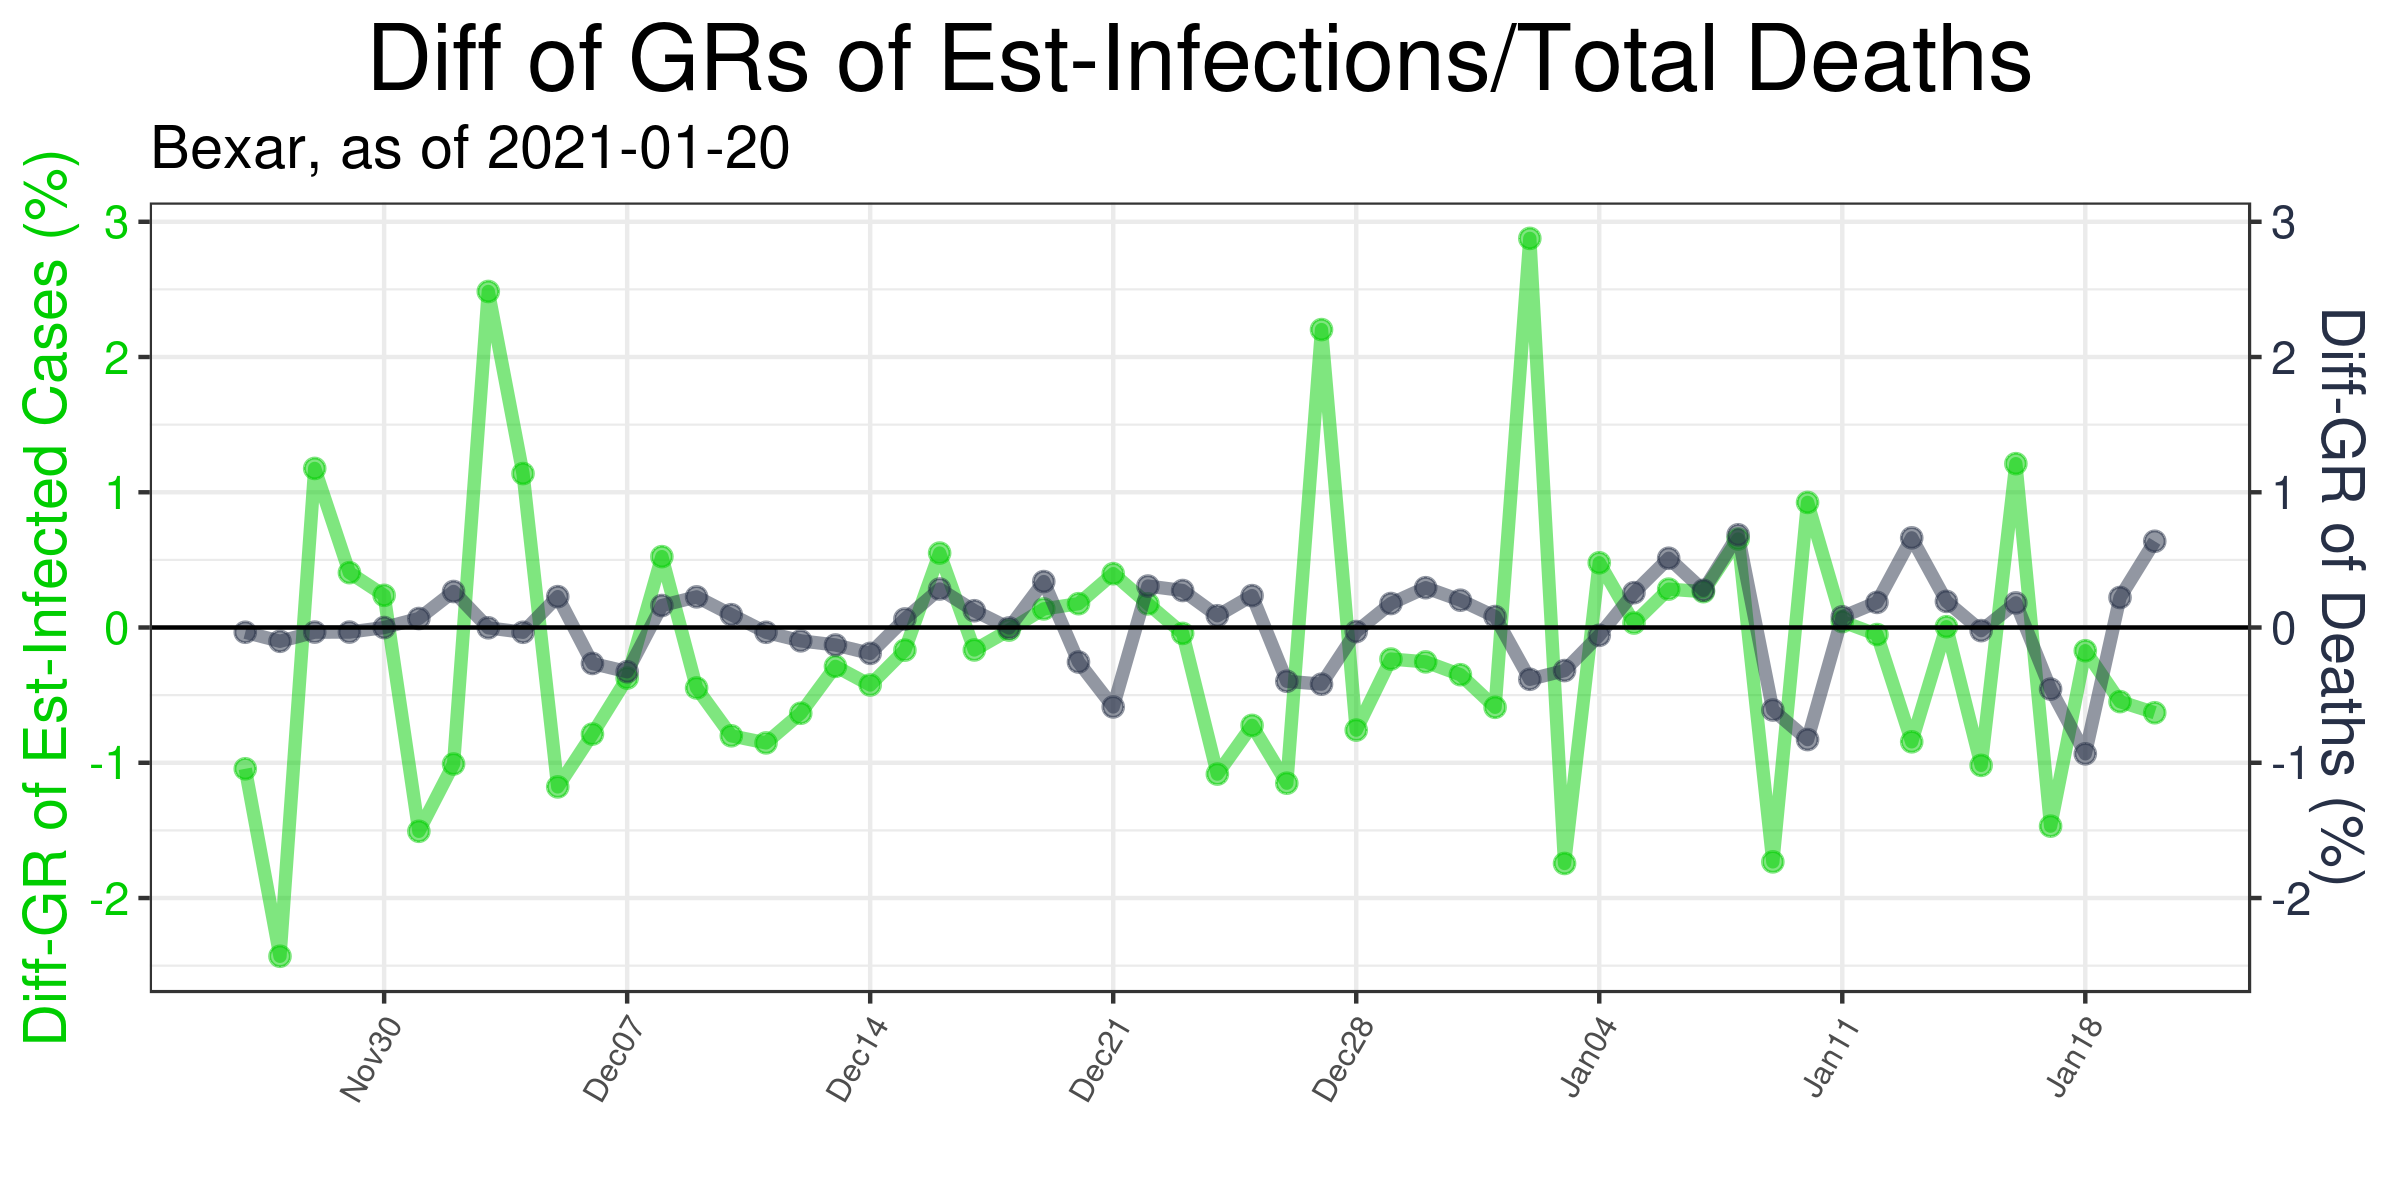 Diff of GRs of Est-Infections/Total Deaths
Bexar, as of 2021-01-20
Diff-GR of Est-Infected Cases (%)
3
2
1
0
-1
-2
3
2
1
0
-1
-2
Diff-GR of Deaths (%)
Nov30
Dec07
Dec14
Dec21
Dec28
Jan04
Jan11
Jan18